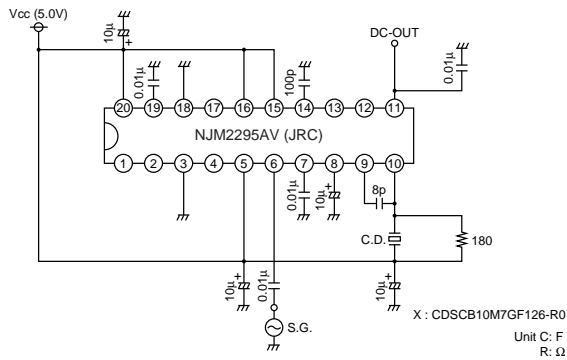 Vcc (5.0V)
10μ
+
0.01μ
100p
DC-OUT
0.01μ
20 19 18 17 16 15 14 13 12 11
NJM2295AV (JRC)
1 2 3 4 5 6 7 8 9 10
0.01μ
10μ
+
8p
C.D.
180
10μ
+
0.01μ
10μ
+
S.G.
X : CDSCB10M7GF126-R0
Unit C: F
R: Ω